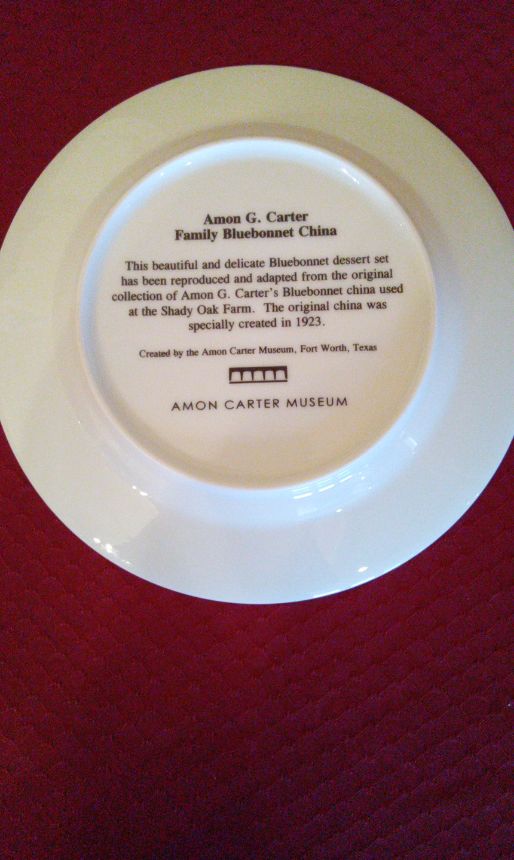 Amon G. Carter
Family Bluebonnet China
This beautiful and delicate Bluebonnet dessert set
has been reproduced and adapted from the original
collection of Amon G. Carter's Bluebonnet china used
at the Shady Oak Farm. The original china was
specially created in 1923.
Created by the Amon Carter Museum, Fort Worth, Texas
AMON CARTER MUSEUM